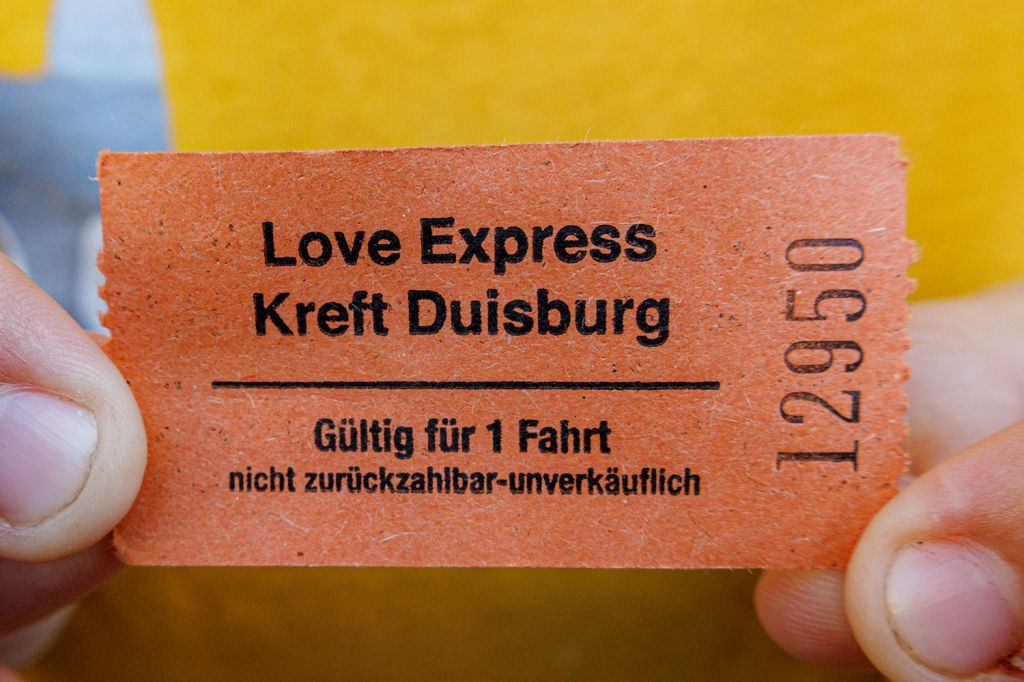 Love Express
Kreft Duisburg
Gültig für 1 Fahrt
nicht zurückzahlbar-unverkäuflich
12950